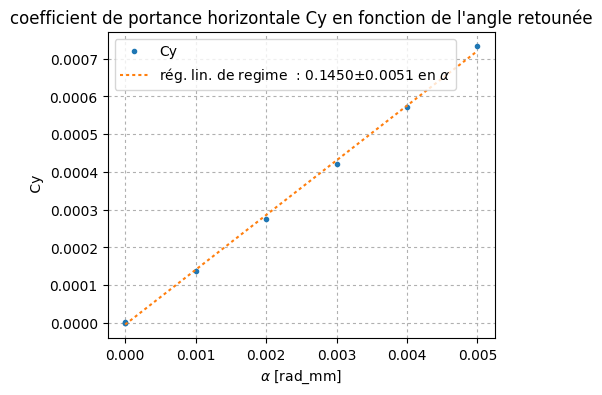 coefficient de portance horizontale Cy en fonction de l'angle retounée
Cy
rég. lin. de regime : 0.1450±0.0051 en α
0.0007
0.0006
0.0005
0.0004
0.0003
0.0002
0.0001
0.0000
Cy
0.000 0.001 0.002 0.003 0.004 0.005
α [rad_mm]